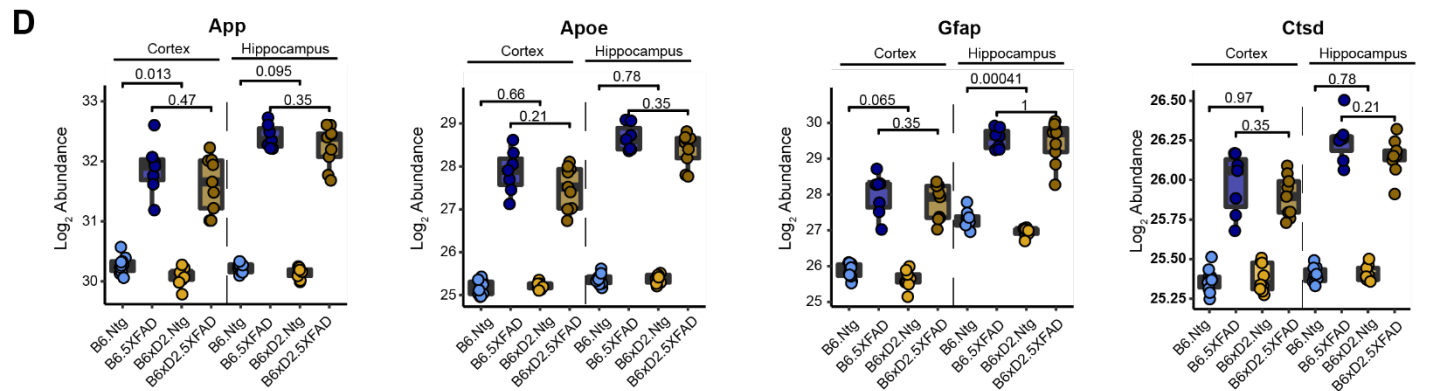 D
App
Cortex
Hippocampus
0.013
0.095
0.47
0.35
33
32
31
30
Log2 Abundance
B6.Ntg
B6.5XFAD
B6xD2.Ntg
B6xD2.5XFAD
B6.Ntg
B6.5XFAD
B6xD2.Ntg
B6xD2.5XFAD
Apoe
Cortex
Hippocampus
0.78
0.66
0.35
0.21
29
28
27
26
25
Log2 Abundance
B6.Ntg
B6.5XFAD
B6xD2.Ntg
B6xD2.5XFAD
B6.Ntg
B6.5XFAD
B6xD2.Ntg
B6xD2.5XFAD
Gfap
Cortex
Hippocampus
0.00041
0.065
1
0.35
30
29
28
27
26
25
Log2 Abundance
B6.Ntg
B6.5XFAD
B6xD2.Ntg
B6xD2.5XFAD
B6.Ntg
B6.5XFAD
B6xD2.Ntg
B6xD2.5XFAD
Ctsd
Cortex
Hippocampus
0.78
0.97
0.21
0.35
26.50
26.25
26.00
25.75
25.50
25.25
Log2 Abundance
B6.Ntg
B6.5XFAD
B6xD2.Ntg
B6xD2.5XFAD
B6.Ntg
B6.5XFAD
B6xD2.Ntg
B6xD2.5XFAD